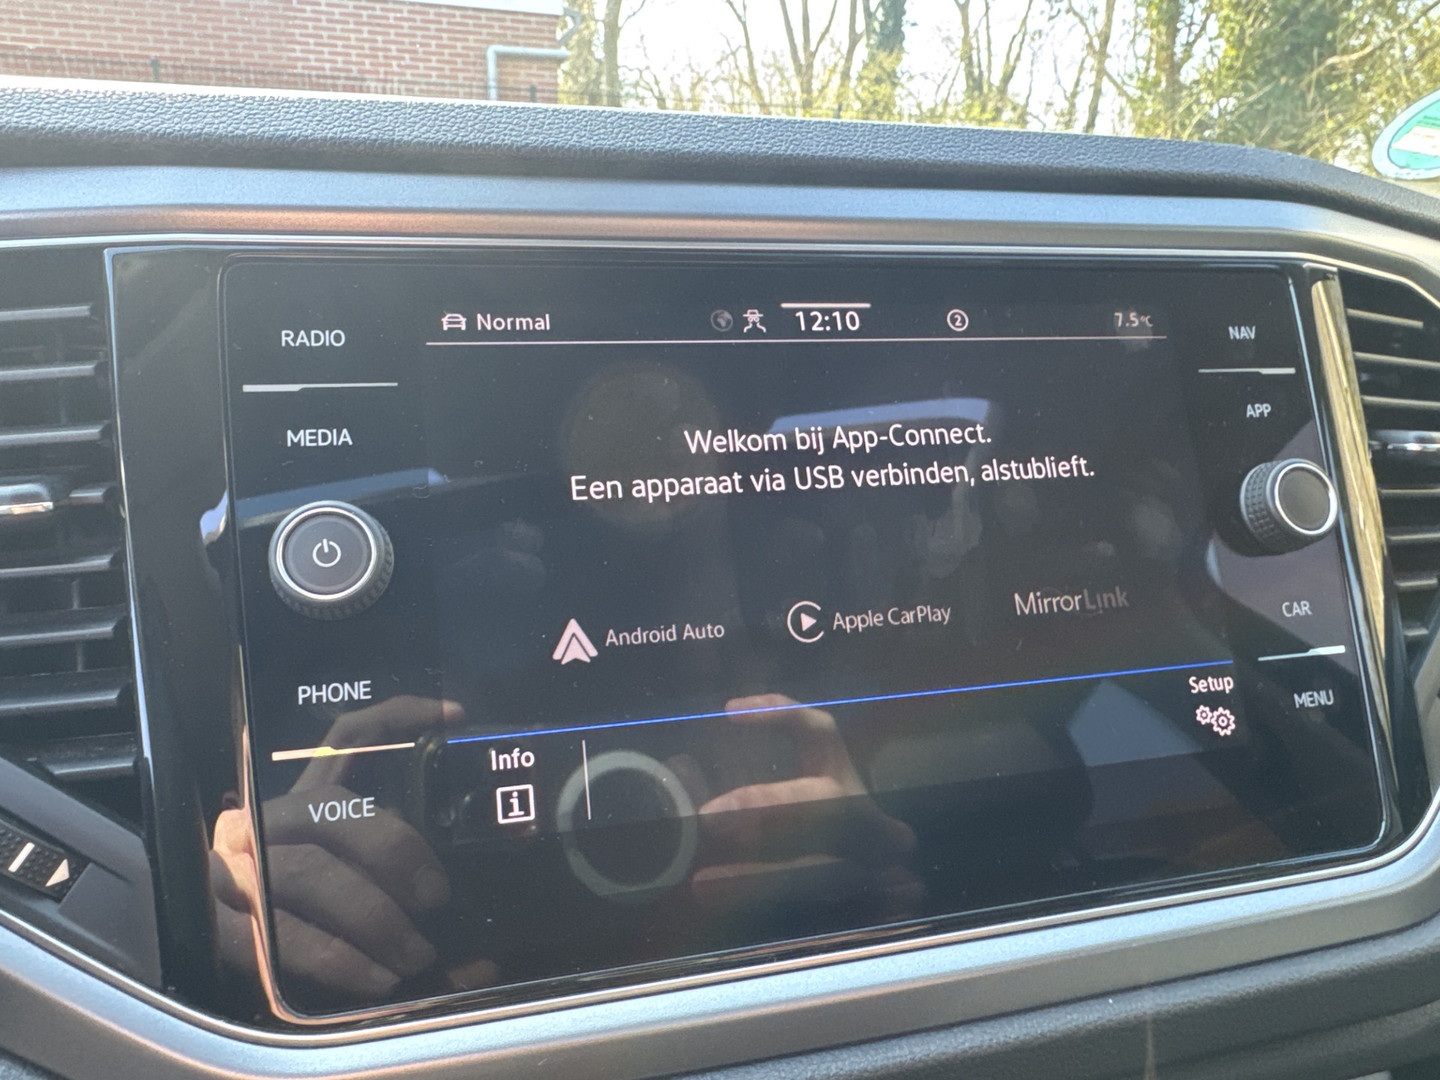 RADIO
MEDIA
PHONE
VOICE
Normal
12:10
2
7.5°C
Welkom bij App-Connect.
Een apparaat via USB verbinden, alstublieft.
Android Auto
Apple CarPlay
MirrorLink
Info
i
Setup
NAV
APP
CAR
MENU